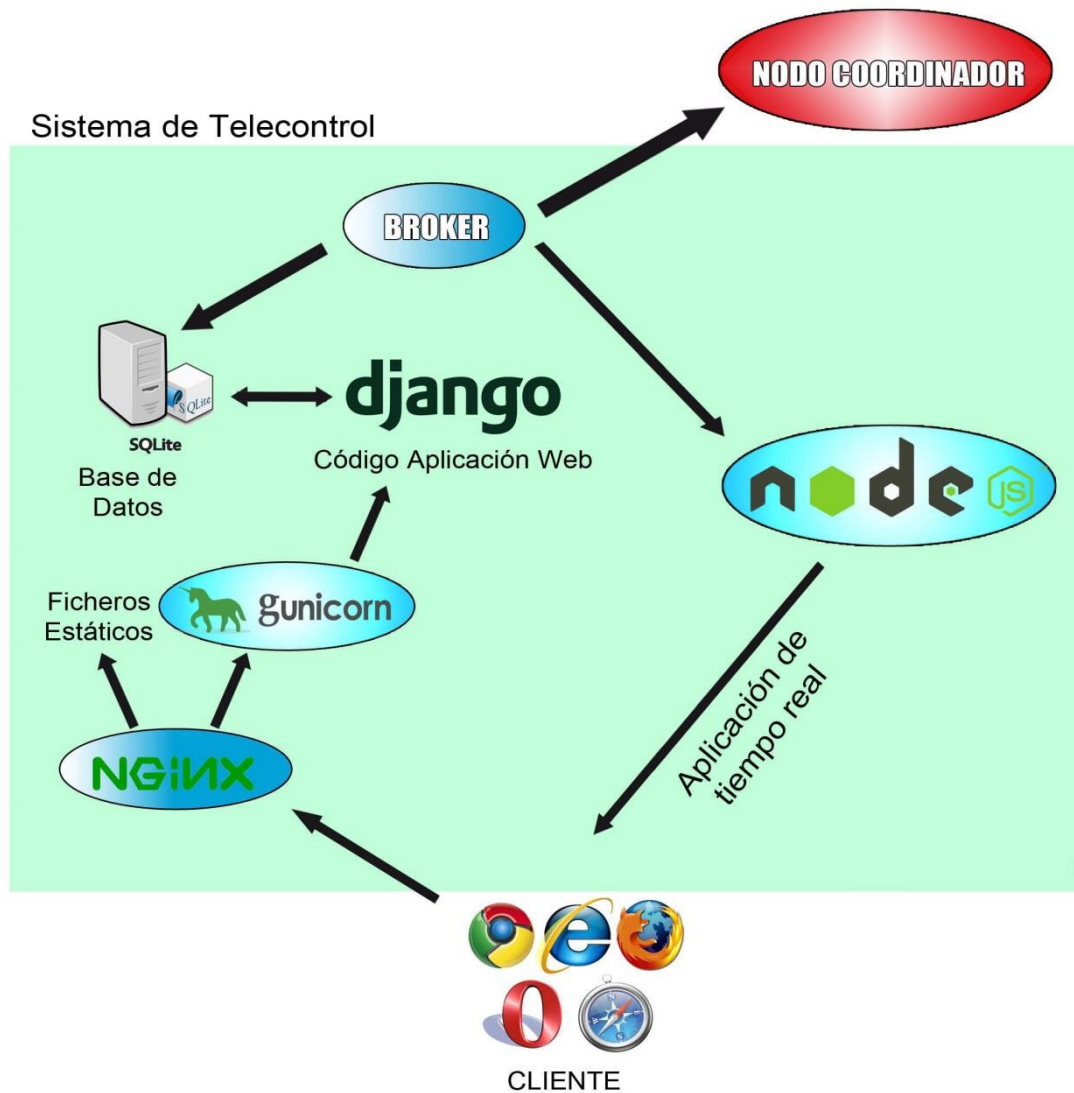 NODO COORDINADOR
Sistema de Telecontrol
BROKER
django
SQLite
SQLite
Código Aplicación Web
Base de
Datos
node
JS
Ficheros
Estáticos
gunicorn
Aplicación de
tiempo real
NGiNX
CLIENTE